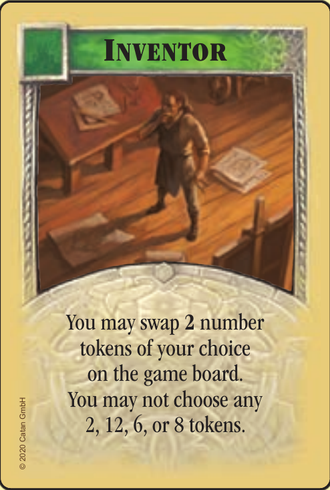 INVENTOR
You may swap 2 number
tokens of your choice
on the game board.
You may not choose any
2, 12, 6, or 8 tokens.
© 2020 Catan GmbH